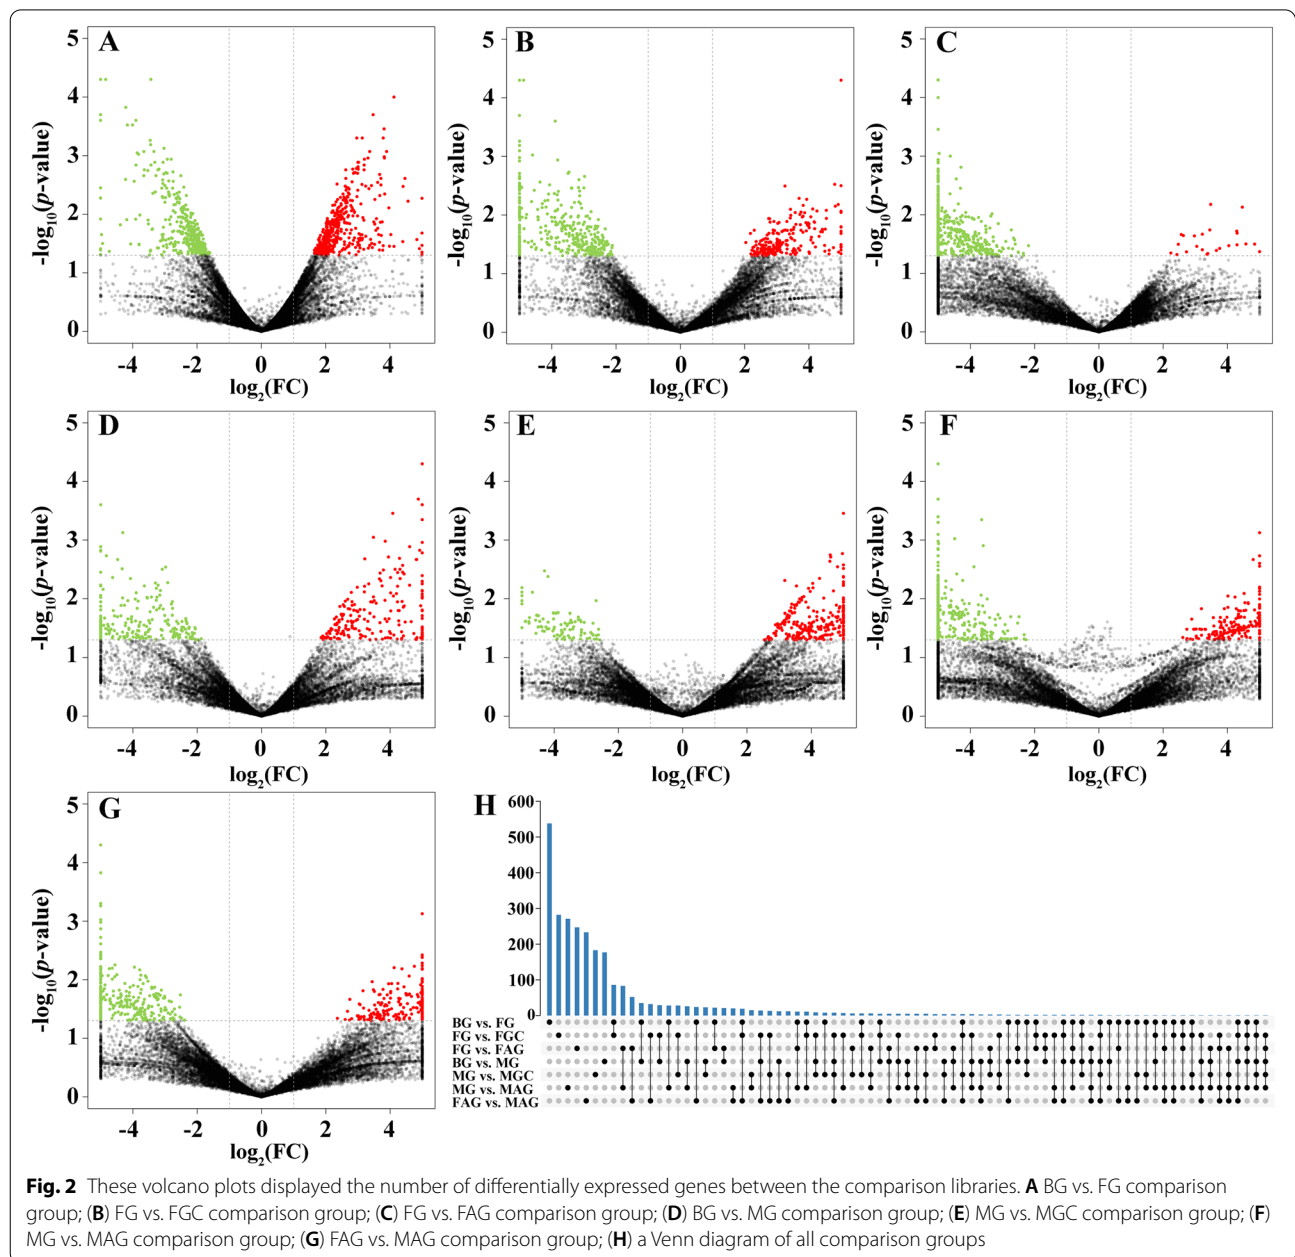 A
5
4
3
2
1
0
-log10(p-value)
-4 -2 0 2 4
log2(FC)
B
5
4
3
2
1
0
-log10(p-value)
-4 -2 0 2 4
log2(FC)
C
5
4
3
2
1
0
-log10(p-value)
-4 -2 0 2 4
log2(FC)
D
5
4
3
2
1
0
-log10(p-value)
-4 -2 0 2 4
log2(FC)
E
5
4
3
2
1
0
-log10(p-value)
-4 -2 0 2 4
log2(FC)
F
5
4
3
2
1
0
-log10(p-value)
-4 -2 0 2 4
log2(FC)
G
5
4
3
2
1
0
-log10(p-value)
-4 -2 0 2 4
log2(FC)
H
600
500
400
300
200
100
0
BG vs. FG
FG vs. FGC
FG vs. FAG
BG vs. MG
MG vs. MGC
MG vs. MAG
FAG vs. MAG
Fig. 2 These volcano plots displayed the number of differentially expressed genes between the comparison libraries. A BG vs. FG comparison
group; (B) FG vs. FGC comparison group; (C) FG vs. FAG comparison group; (D) BG vs. MG comparison group; (E) MG vs. MGC comparison group; (F)
MG vs. MAG comparison group; (G) FAG vs. MAG comparison group; (H) a Venn diagram of all comparison groups